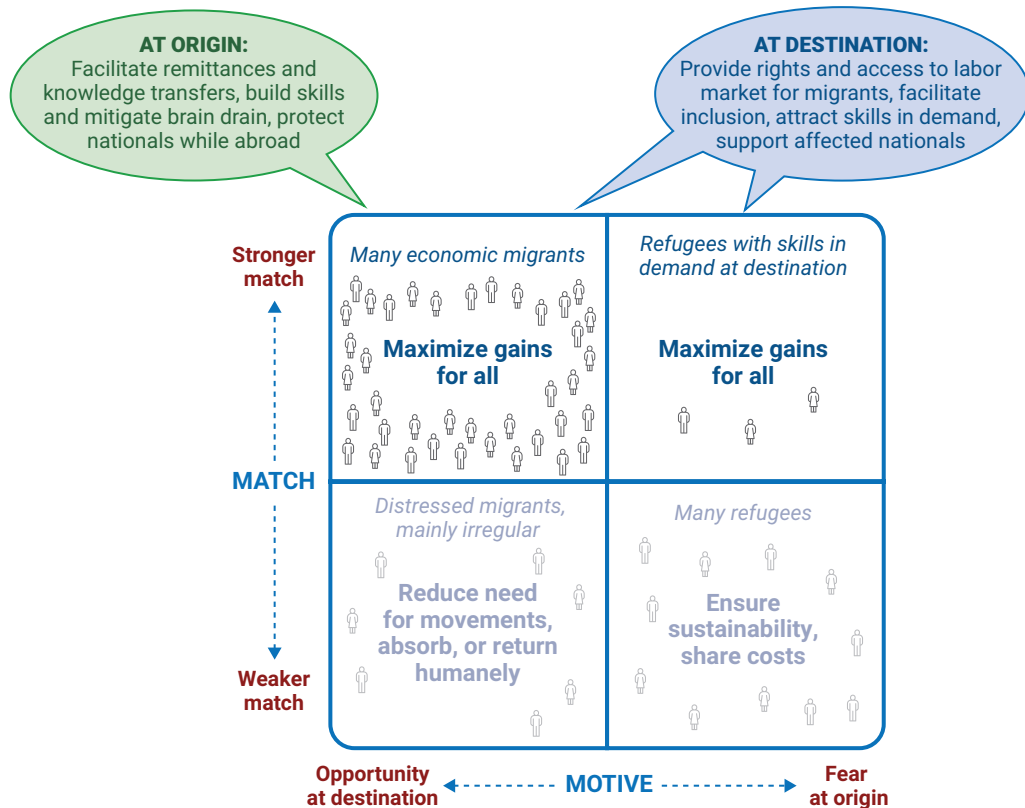 AT ORIGIN:
Facilitate remittances and
knowledge transfers, build skills
and mitigate brain drain, protect
nationals while abroad
AT DESTINATION:
Provide rights and access to labor
market for migrants, facilitate
inclusion, attract skills in demand,
support affected nationals
Stronger
match
MATCH
Weaker
match
Many economic migrants
Maximize gains
for all
Refugees with skills in
demand at destination
Maximize gains
for all
Distressed migrants,
mainly irregular
Reduce need
for movements,
absorb, or return
humanely
Many refugees
Ensure
sustainability,
share costs
Opportunity
at destination
MOTIVE
Fear
at origin